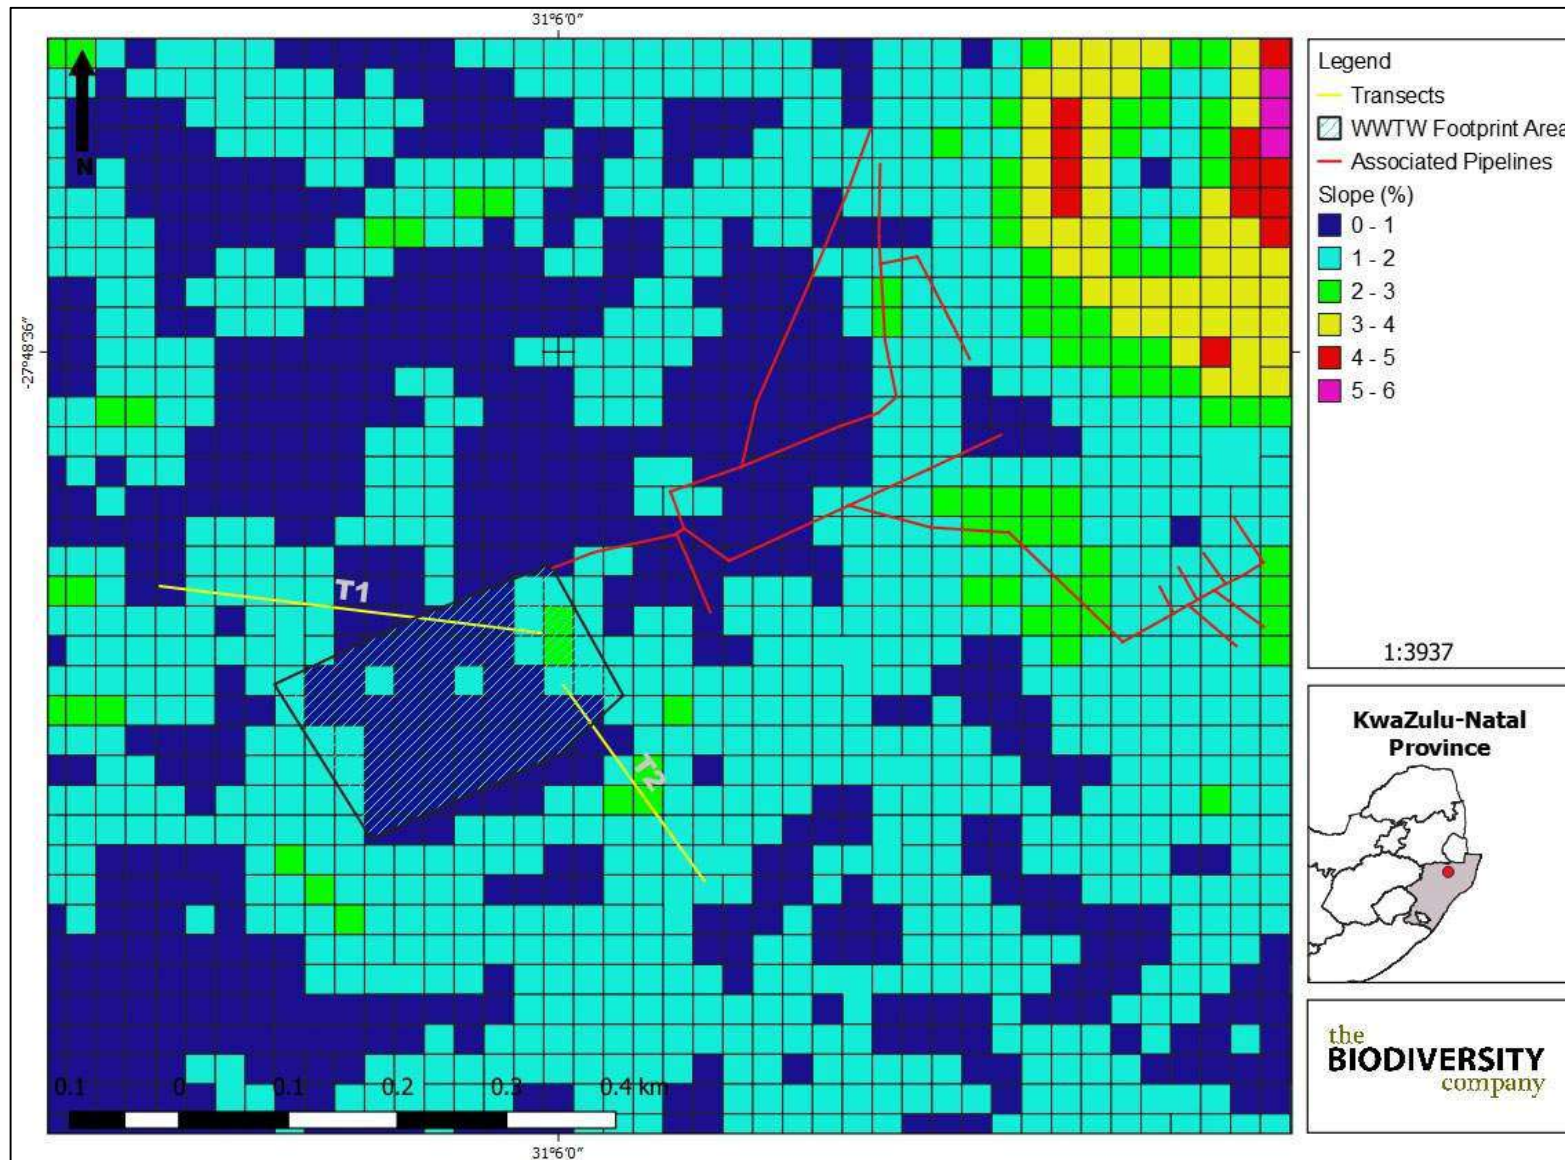 31°6'0"
N
-27°48'36"
T1
T2
0.1 0 0.1 0.2 0.3 0.4 km
31°6'0"
Legend
Transects
WWTW Footprint Area
Associated Pipelines
Slope (%)
0 - 1
1 - 2
2 - 3
3 - 4
4 - 5
5 - 6
1:3937
KwaZulu-Natal
Province
the
BIODIVERSITY
company